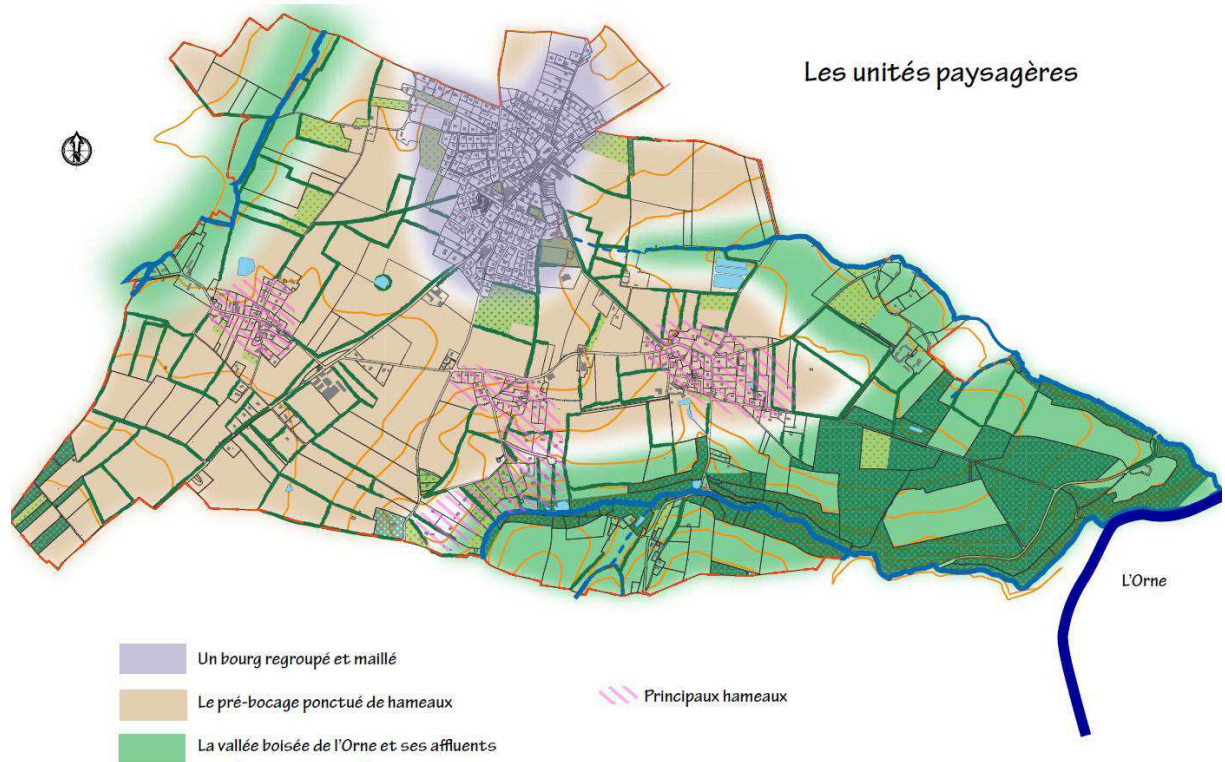 Les unités paysagères
N
L'Orne
Un bourg regroupé et maillé
Le pré-bocage ponctué de hameaux
Principaux hameaux
La vallée boisée de l'Orne et ses affluents